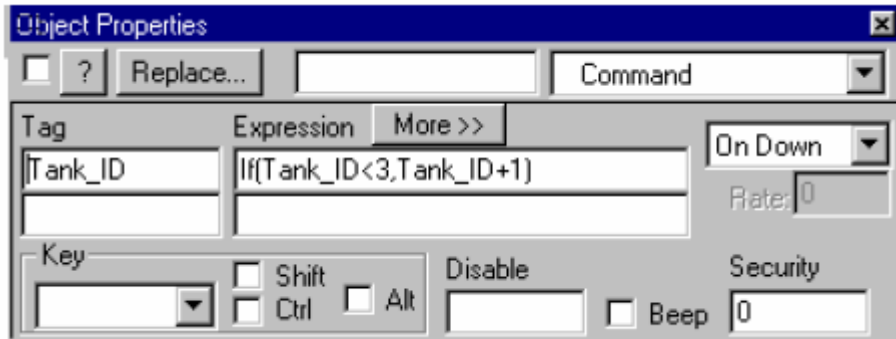 Object Properties
? Replace... Command
Tag Expression More >>
On Down
Tank_ID If(Tank_ID<3,Tank_ID+1)
Rate: 0
Key
Shift
Ctrl
Alt
Disable
Beep
Security
0